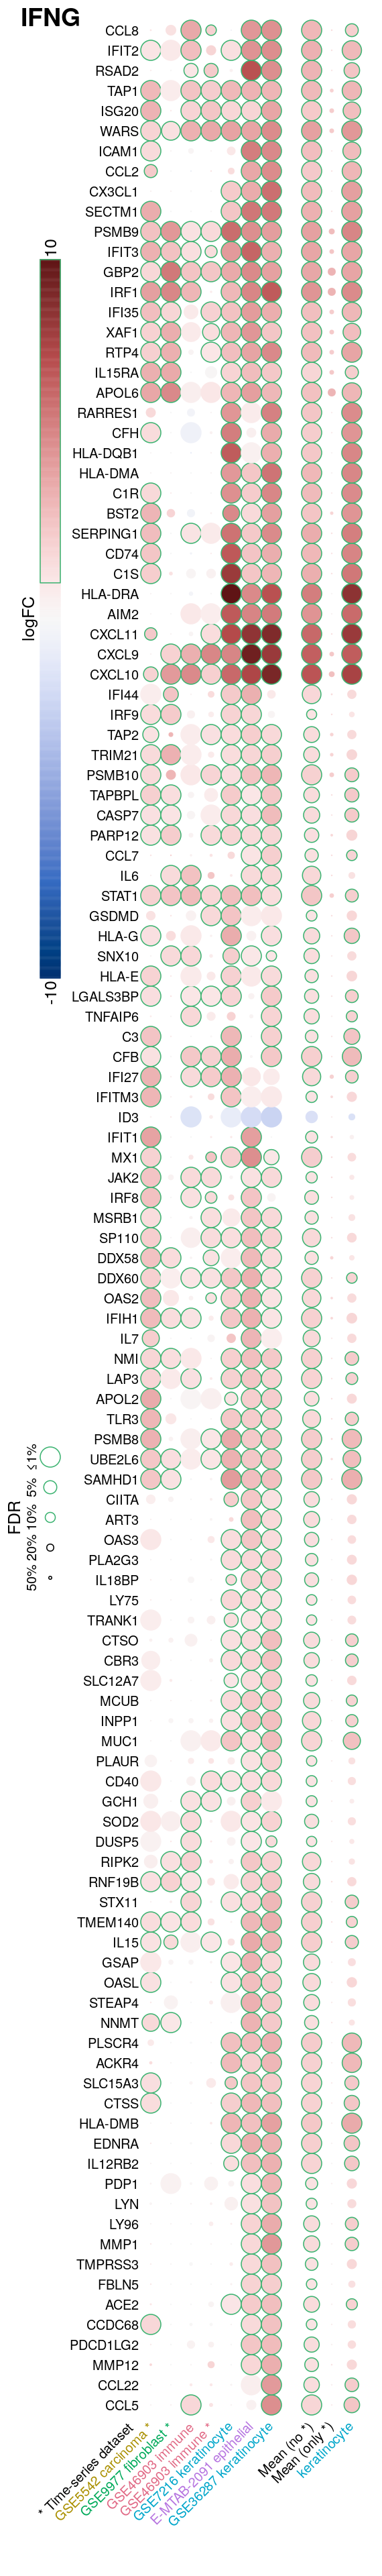 IFNG
CCL8
IFIT2
RSAD2
TAP1
ISG20
WARS
ICAM1
CCL2
CX3CL1
SECTM1
PSMB9
IFIT3
GBP2
IRF1
IFI35
XAF1
RTP4
IL15RA
APOL6
RARRES1
CFH
HLA-DQB1
HLA-DMA
C1R
BST2
SERPING1
CD74
C1S
HLA-DRA
AIM2
CXCL11
CXCL9
CXCL10
IFI44
IRF9
TAP2
TRIM21
PSMB10
TAPBPL
CASP7
PARP12
CCL7
IL6
STAT1
GSDMD
HLA-G
SNX10
HLA-E
LGALS3BP
TNFAIP6
C3
CFB
IFI27
IFITM3
ID3
IFIT1
MX1
JAK2
IRF8
MSRB1
SP110
DDX58
DDX60
OAS2
IFIH1
IL7
NMI
LAP3
APOL2
TLR3
PSMB8
UBE2L6
SAMHD1
CIITA
ART3
OAS3
PLA2G3
IL18BP
LY75
TRANK1
CTSO
CBR3
SLC12A7
MCUB
INPP1
MUC1
PLAUR
CD40
GCH1
SOD2
DUSP5
RIPK2
RNF19B
STX11
TMEM140
IL15
GSAP
OASL
STEAP4
NNMT
PLSCR4
ACKR4
SLC15A3
CTSS
HLA-DMB
EDNRA
IL12RB2
PDP1
LYN
LY96
MMP1
TMPRSS3
FBLN5
ACE2
CCDC68
PDCD1LG2
MMP12
CCL22
CCL5
10
logFC
-10
FDR
50% 20% 10% 5% ≤1%
* Time-series dataset
GSE5542 carcinoma *
GSE9977 fibroblast *
GSE46903 immune
GSE46903 immune *
GSE7216 keratinocyte
E-MTAB-2091 epithelial
GSE36287 keratinocyte
Mean (no *)
Mean (only *)
keratinocyte